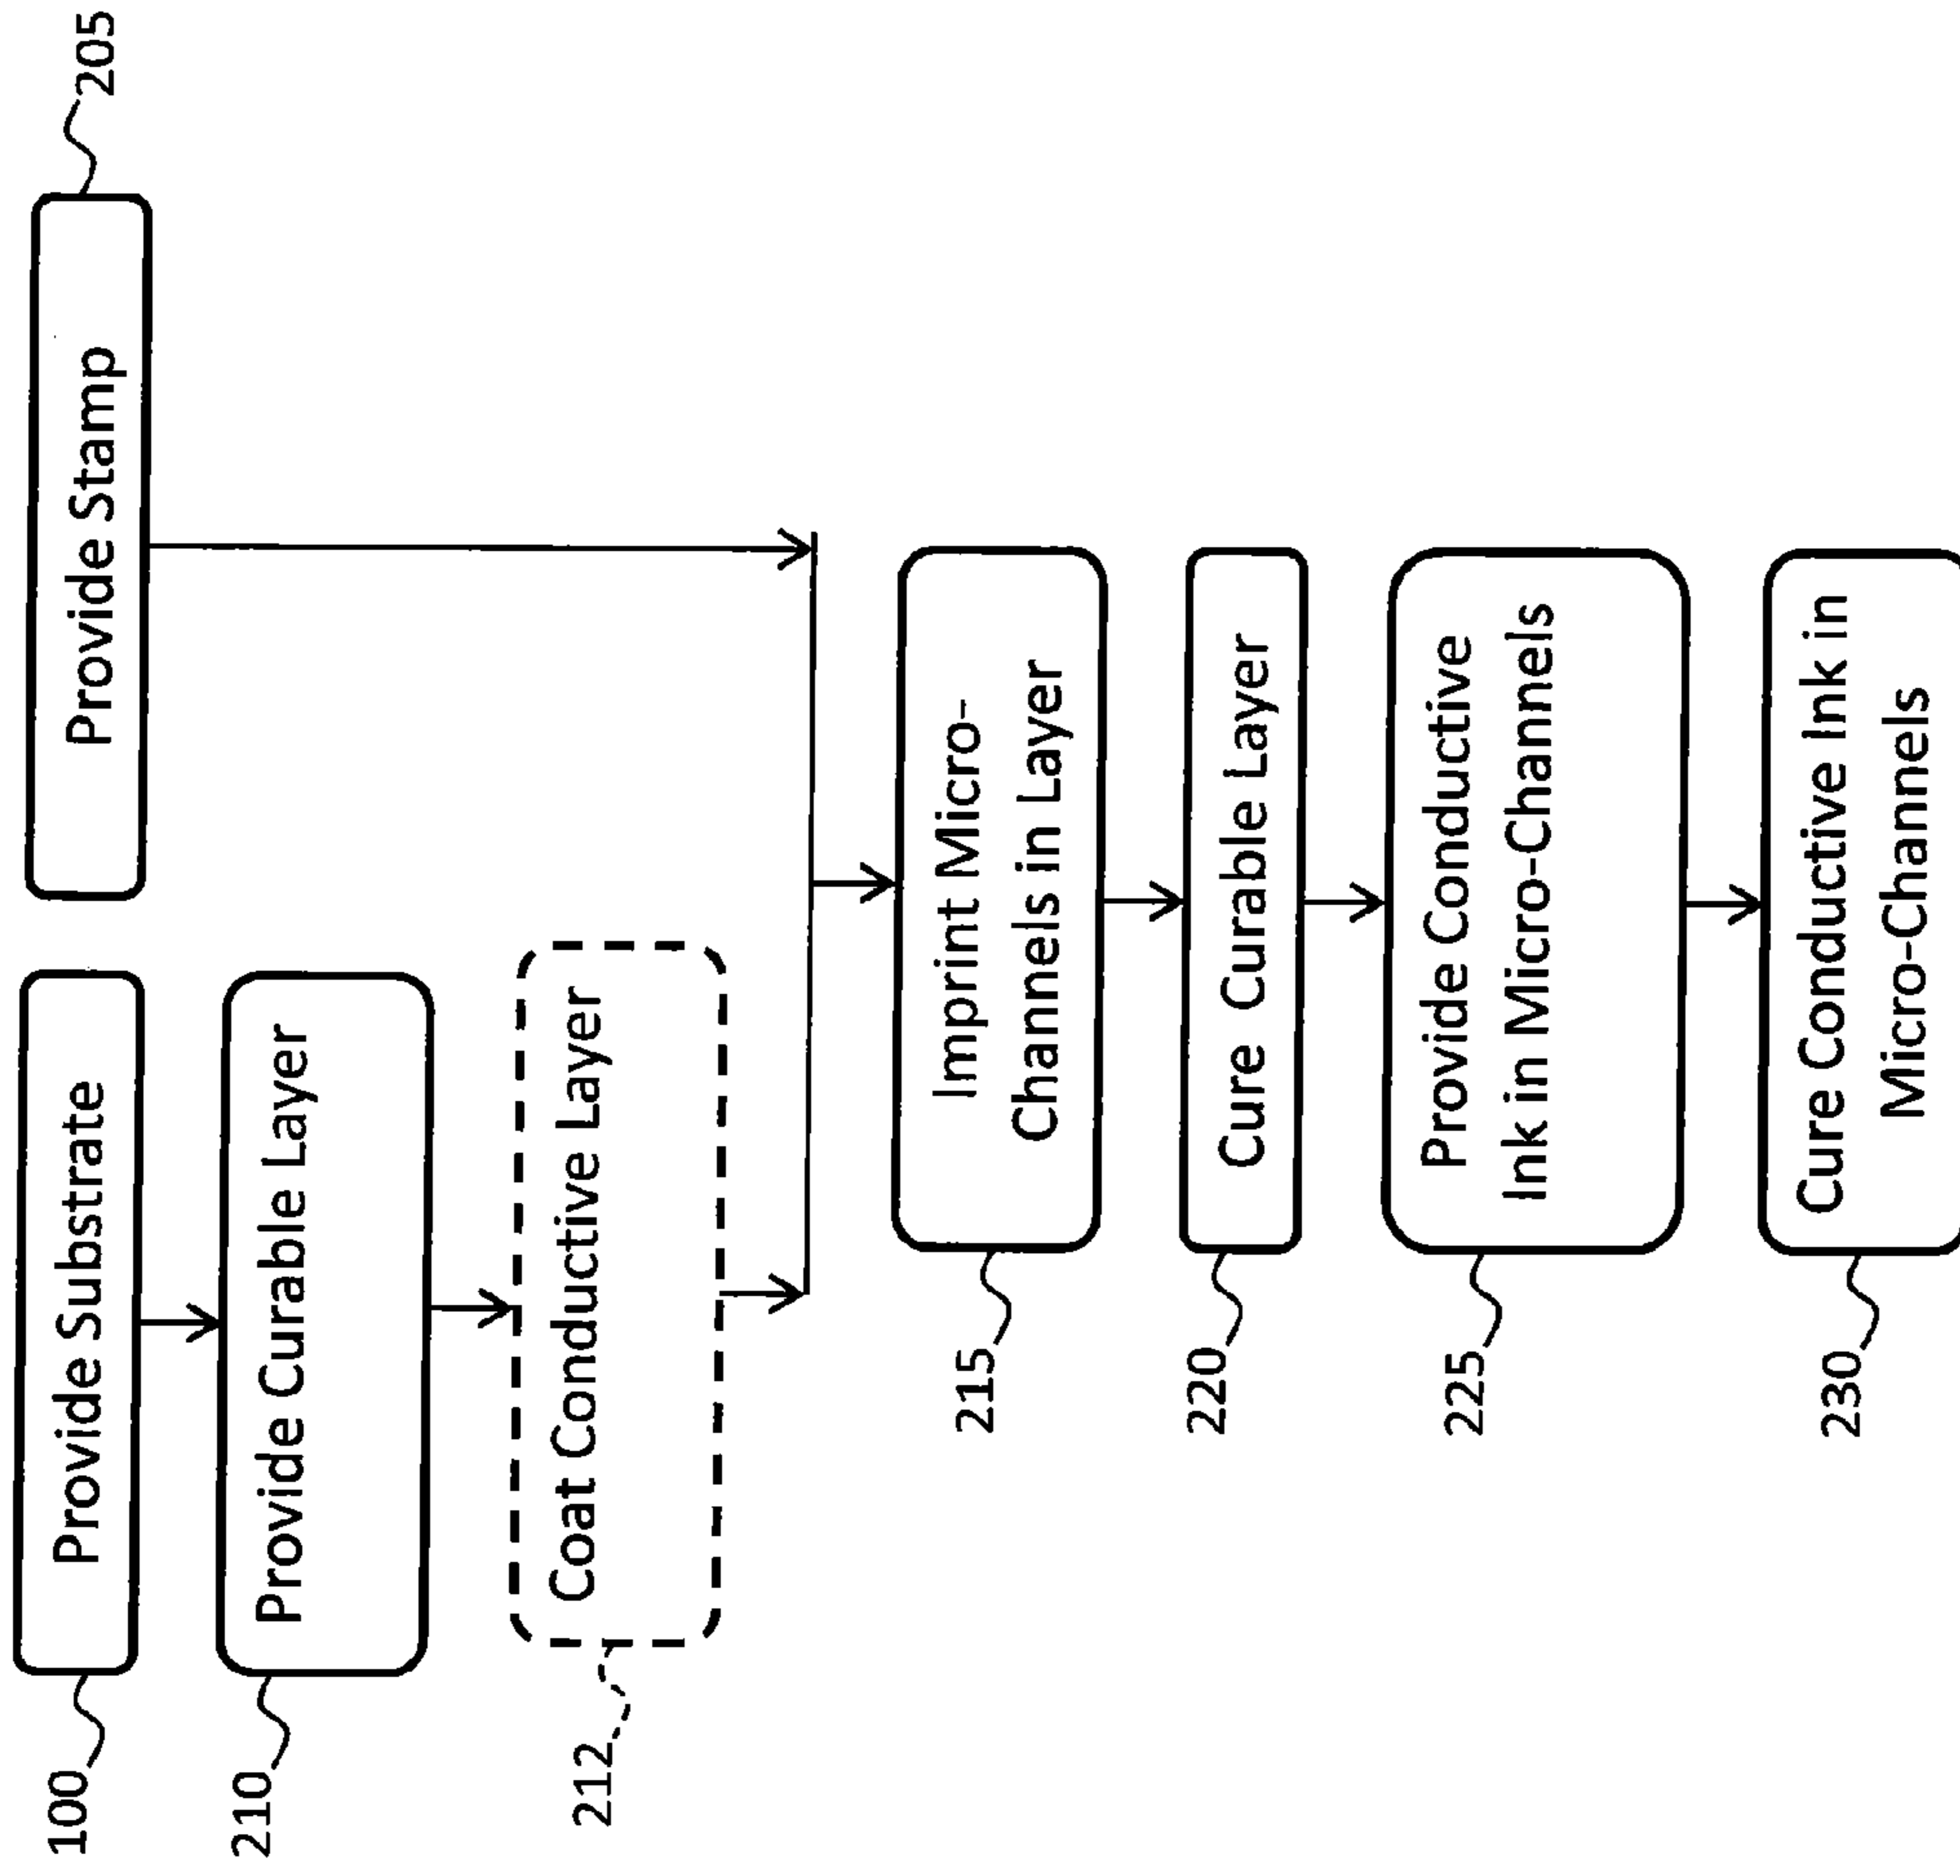 100
Provide Substrate
Provide Stamp
205
210
Provide Curable Layer
212
Coat Conductive Layer
215
Imprint Micro-
Channels in Layer
220
Cure Curable Layer
225
Provide Conductive
Ink in Micro-Channels
230
Cure Conductive Ink in
Micro-Channels